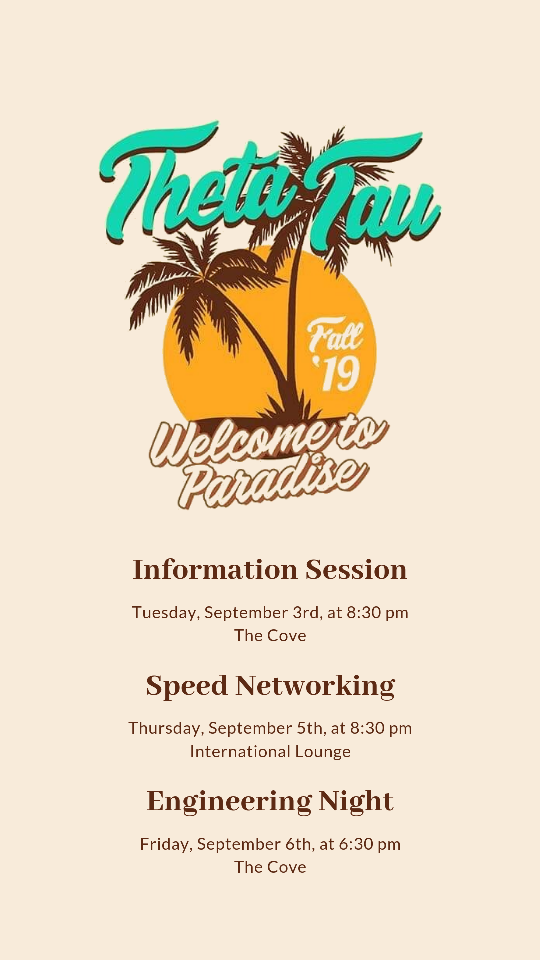 Theta Tau
Fall
'19
Welcome to
Paradise
Information Session
Tuesday, September 3rd, at 8:30 pm
The Cove
Speed Networking
Thursday, September 5th, at 8:30 pm
International Lounge
Engineering Night
Friday, September 6th, at 6:30 pm
The Cove